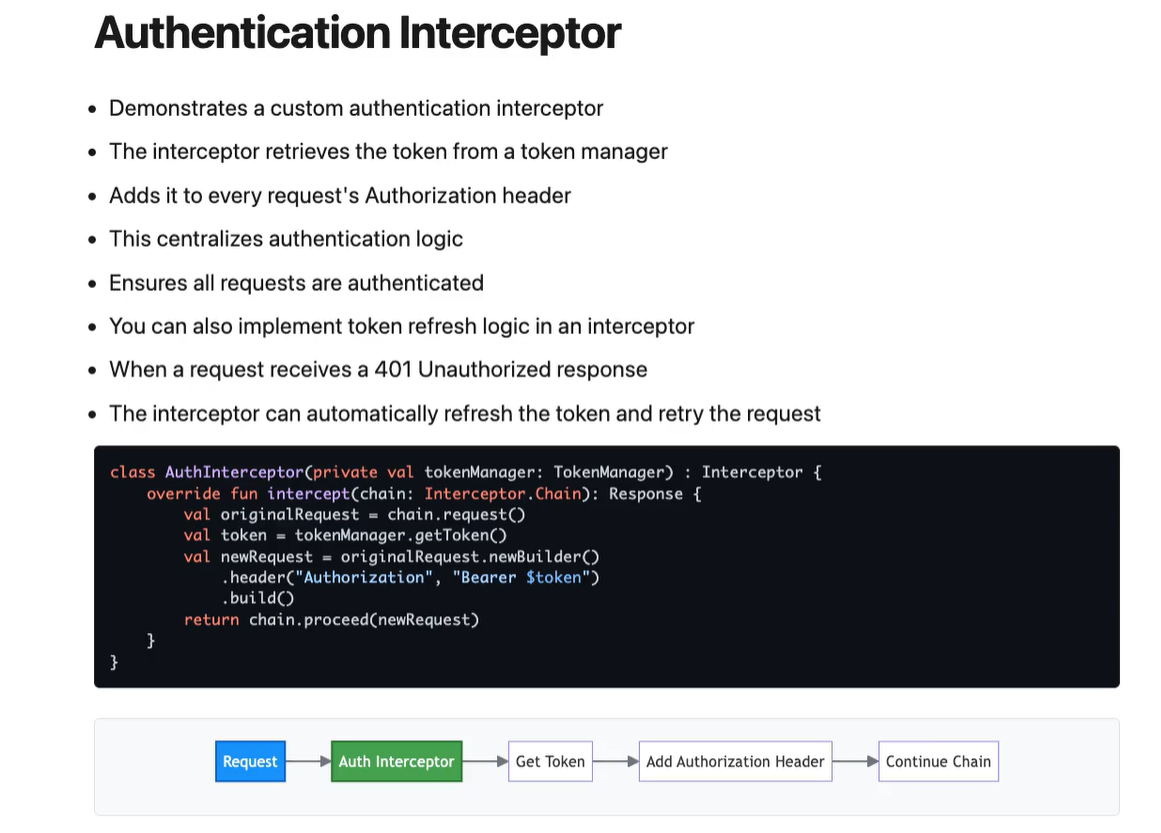 Authentication Interceptor
• Demonstrates a custom authentication interceptor
• The interceptor retrieves the token from a token manager
• Adds it to every request's Authorization header
• This centralizes authentication logic
• Ensures all requests are authenticated
• You can also implement token refresh logic in an interceptor
• When a request receives a 401 Unauthorized response
• The interceptor can automatically refresh the token and retry the request
class AuthInterceptor(private val tokenManager: TokenManager) : Interceptor {
    override fun intercept(chain: Interceptor.Chain): Response {
        val originalRequest = chain.request()
        val token = tokenManager.getToken()
        val newRequest = originalRequest.newBuilder()
            .header("Authorization", "Bearer $token")
            .build()
        return chain.proceed(newRequest)
    }
}
Request
Auth Interceptor
Get Token
Add Authorization Header
Continue Chain